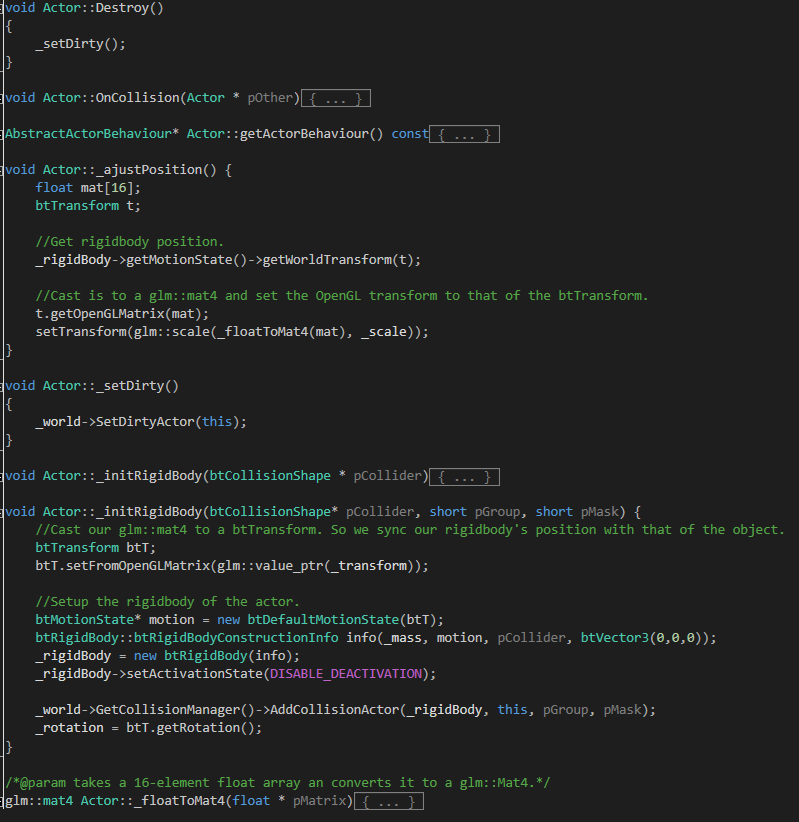 void Actor::Destroy()
{
    _setDirty();
}
void Actor::OnCollision(Actor * pOther){ ... }
AbstractActorBehaviour* Actor::getActorBehaviour() const{ ... }
void Actor::_ajustPosition() {
    float mat[16];
    btTransform t;
    //Get rigidbody position.
    _rigidBody->getMotionState()->getWorldTransform(t);
    //Cast is to a glm::mat4 and set the OpenGL transform to that of the btTransform.
    t.getOpenGLMatrix(mat);
    setTransform(glm::scale(_floatToMat4(mat), _scale));
}
void Actor::_setDirty()
{
    _world->SetDirtyActor(this);
}
void Actor::_initRigidBody(btCollisionShape * pCollider){ ... }
void Actor::_initRigidBody(btCollisionShape* pCollider, short pGroup, short pMask) {
    //Cast our glm::mat4 to a btTransform. So we sync our rigidbody's position with that of the object.
    btTransform btT;
    btT.setFromOpenGLMatrix(glm::value_ptr(_transform));
    //Setup the rigidbody of the actor.
    btMotionState* motion = new btDefaultMotionState(btT);
    btRigidBody::btRigidBodyConstructionInfo info(_mass, motion, pCollider, btVector3(0,0,0));
    _rigidBody = new btRigidBody(info);
    _rigidBody->setActivationState(DISABLE_DEACTIVATION);
    _world->GetCollisionManager()->AddCollisionActor(_rigidBody, this, pGroup, pMask);
    _rotation = btT.getRotation();
}
/*@param takes a 16-element float array an converts it to a glm::Mat4.*/
glm::mat4 Actor::_floatToMat4(float * pMatrix){ ... }